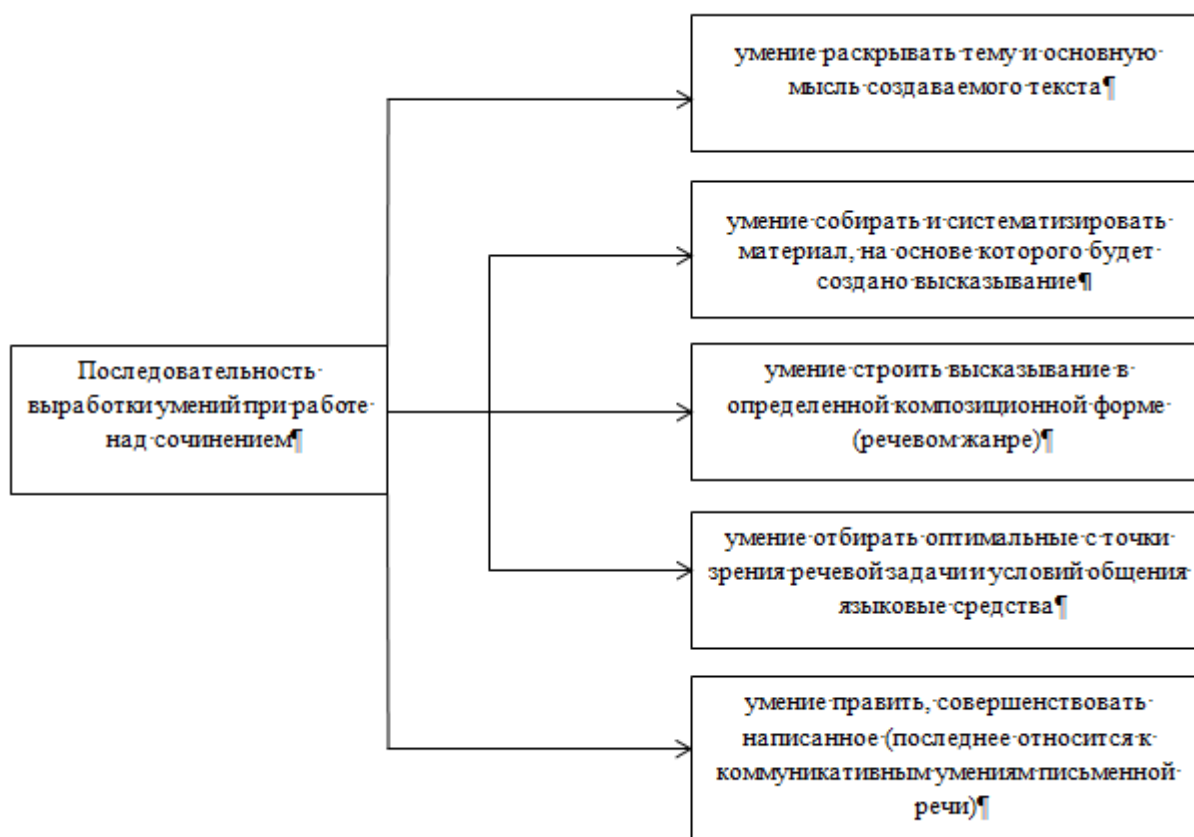 умение раскрывать тему и основную
мысль создаваемого текста¶
умение собирать и систематизировать
материал, на основе которого будет
создано высказывание¶
Последовательность
выработки умений при работе
над сочинением¶
умение строить высказывание в
определенной композиционной форме
(речевом жанре)¶
умение отбирать оптимальные с точки
зрения речевой задачи и условий общения
языковые средства¶
умение править, совершенствовать
написанное (последнее относится к
коммуникативным умениям письменной
речи)¶